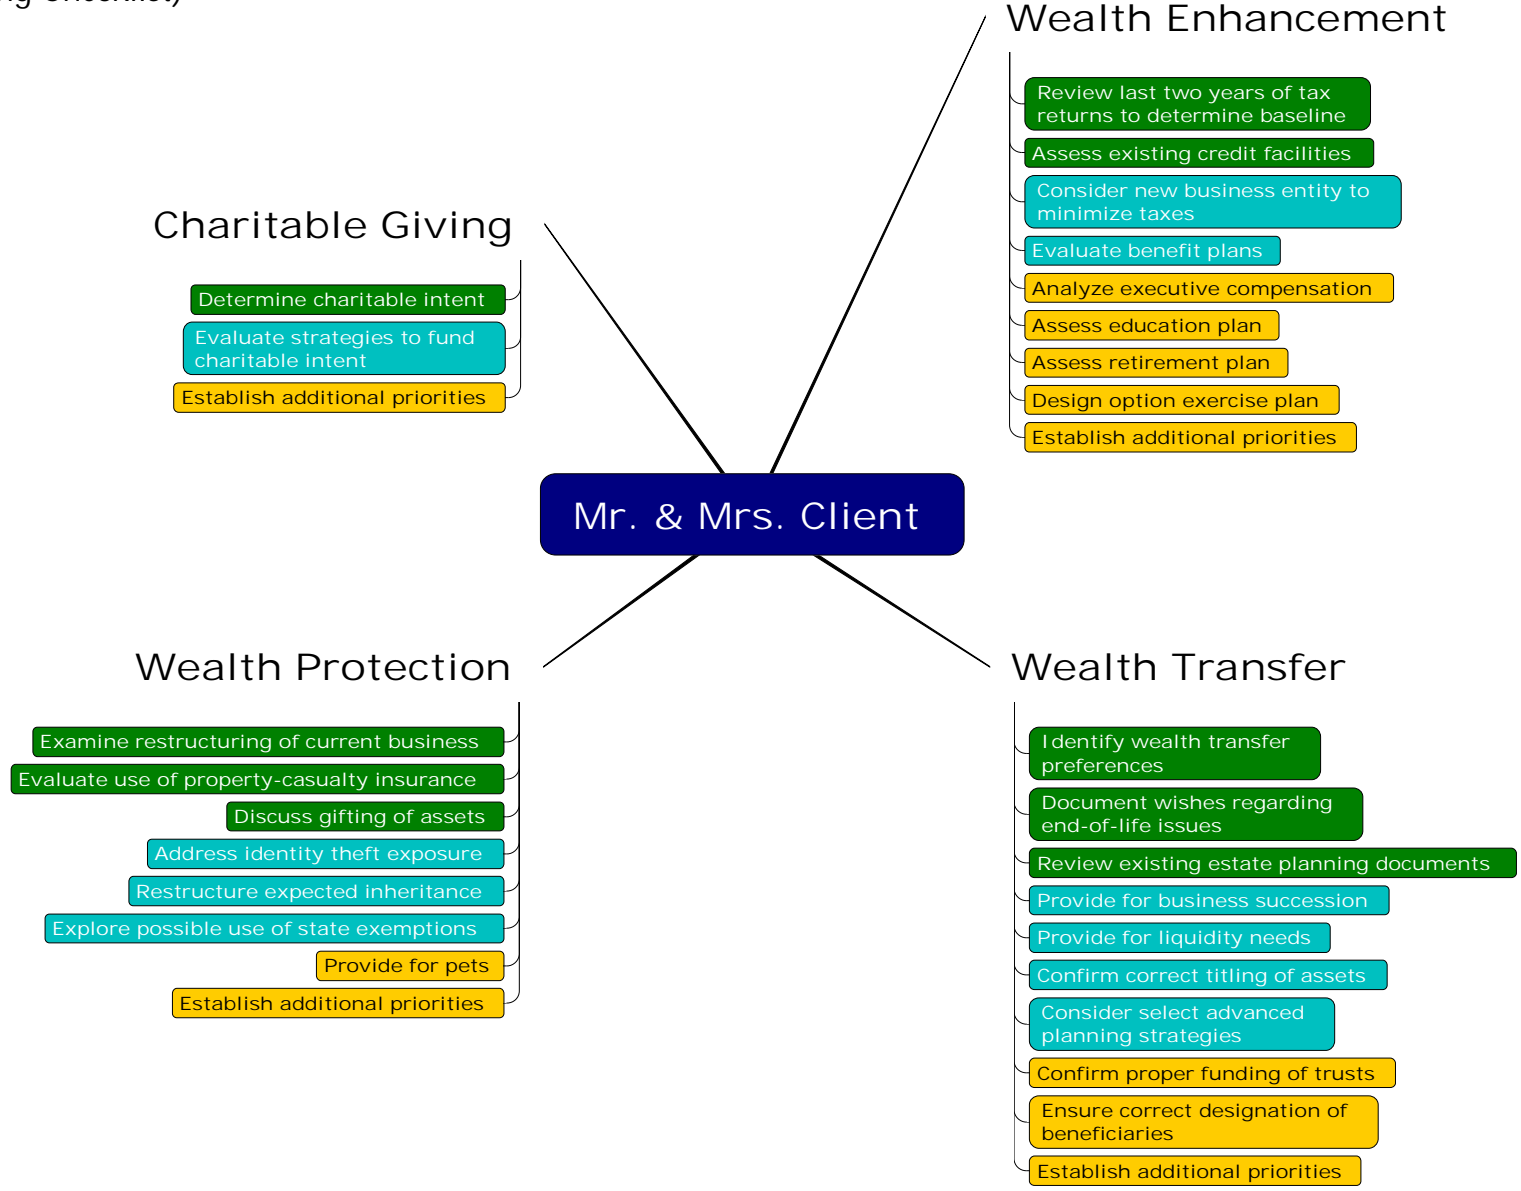 Checklist)
Wealth Enhancement
Review last two years of tax
returns to determine baseline
Assess existing credit facilities
Consider new business entity to
minimize taxes
Evaluate benefit plans
Analyze executive compensation
Assess education plan
Assess retirement plan
Design option exercise plan
Establish additional priorities
Charitable Giving
Determine charitable intent
Evaluate strategies to fund
charitable intent
Establish additional priorities
Mr. & Mrs. Client
Wealth Protection
Examine restructuring of current business
Evaluate use of property-casualty insurance
Discuss gifting of assets
Address identity theft exposure
Restructure expected inheritance
Explore possible use of state exemptions
Provide for pets
Establish additional priorities
Wealth Transfer
Identify wealth transfer
preferences
Document wishes regarding
end-of-life issues
Review existing estate planning documents
Provide for business succession
Provide for liquidity needs
Confirm correct titling of assets
Consider select advanced
planning strategies
Confirm proper funding of trusts
Ensure correct designation of
beneficiaries
Establish additional priorities